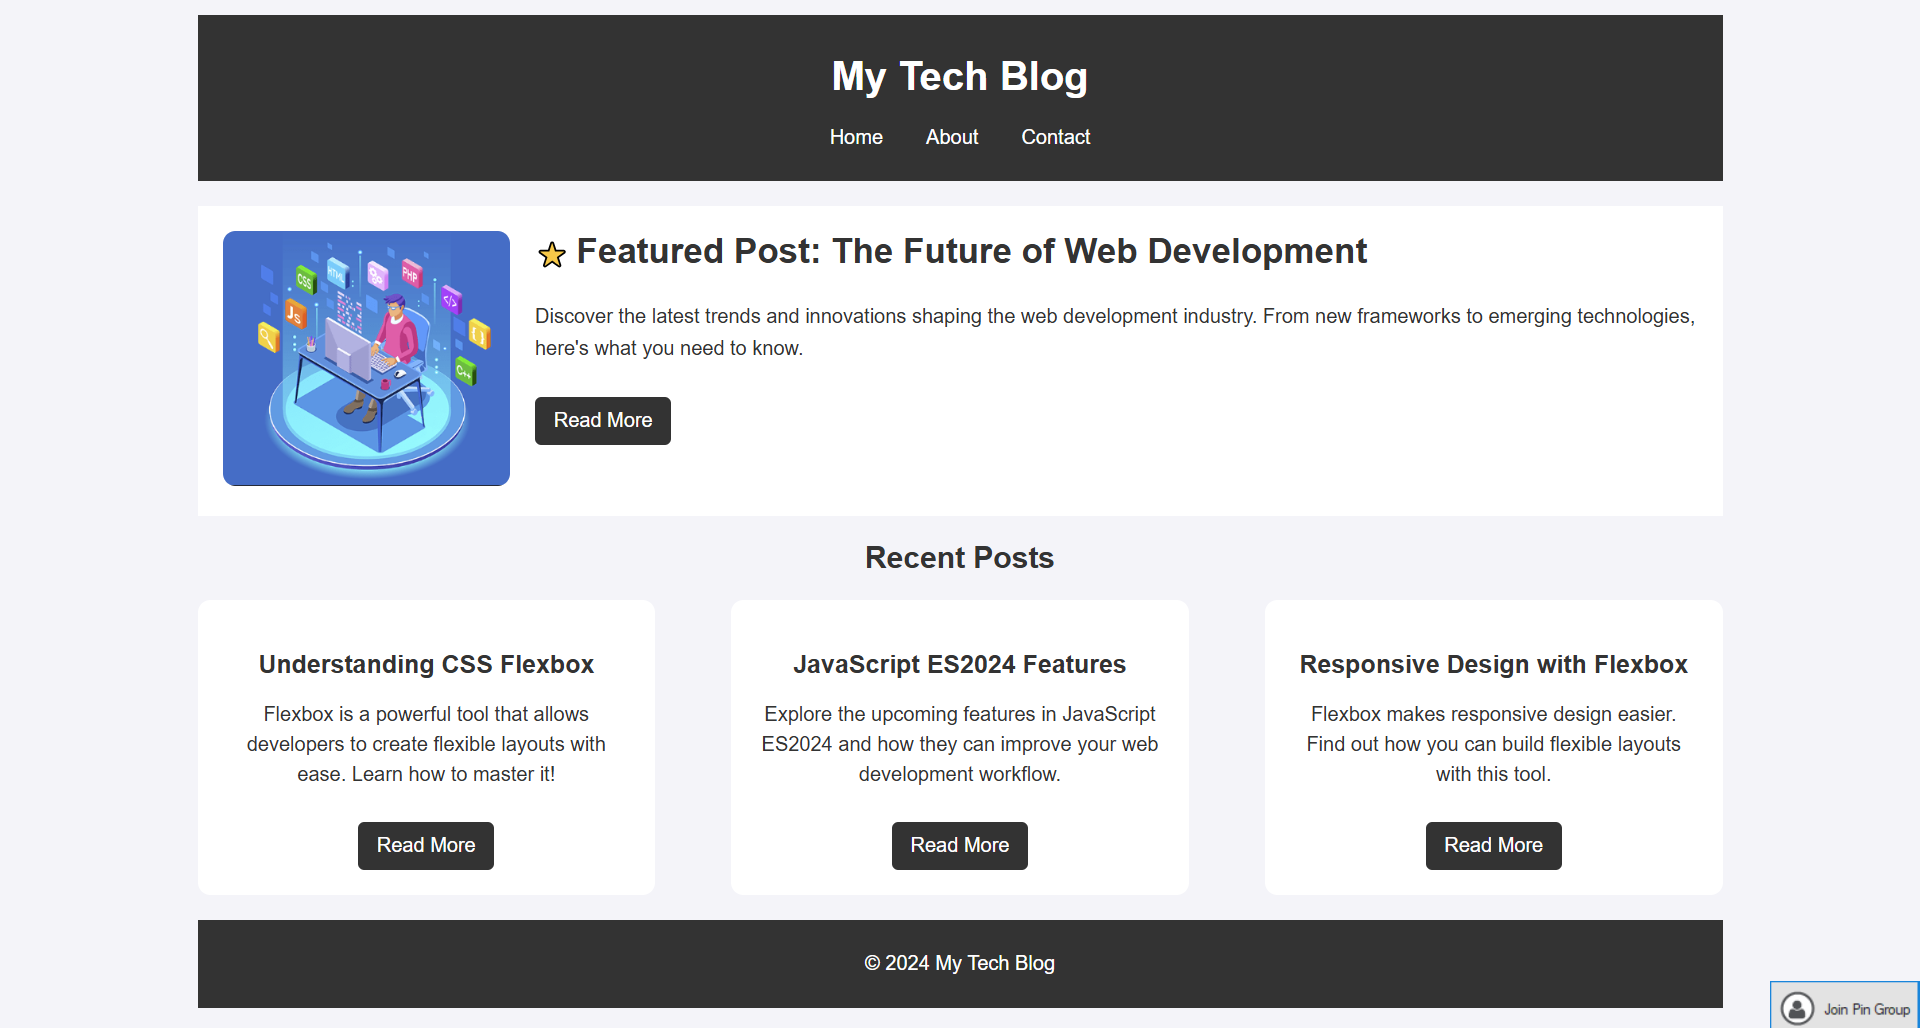 My Tech Blog
Home About Contact
⭐ Featured Post: The Future of Web Development
CSS
HTML
PHP
</>
JS
{ }
C++
Discover the latest trends and innovations shaping the web development industry. From new frameworks to emerging technologies,
here's what you need to know.
Read More
Recent Posts
Understanding CSS Flexbox
Flexbox is a powerful tool that allows
developers to create flexible layouts with
ease. Learn how to master it!
Read More
JavaScript ES2024 Features
Explore the upcoming features in JavaScript
ES2024 and how they can improve your web
development workflow.
Read More
Responsive Design with Flexbox
Flexbox makes responsive design easier.
Find out how you can build flexible layouts
with this tool.
Read More
© 2024 My Tech Blog
Join Pin Group